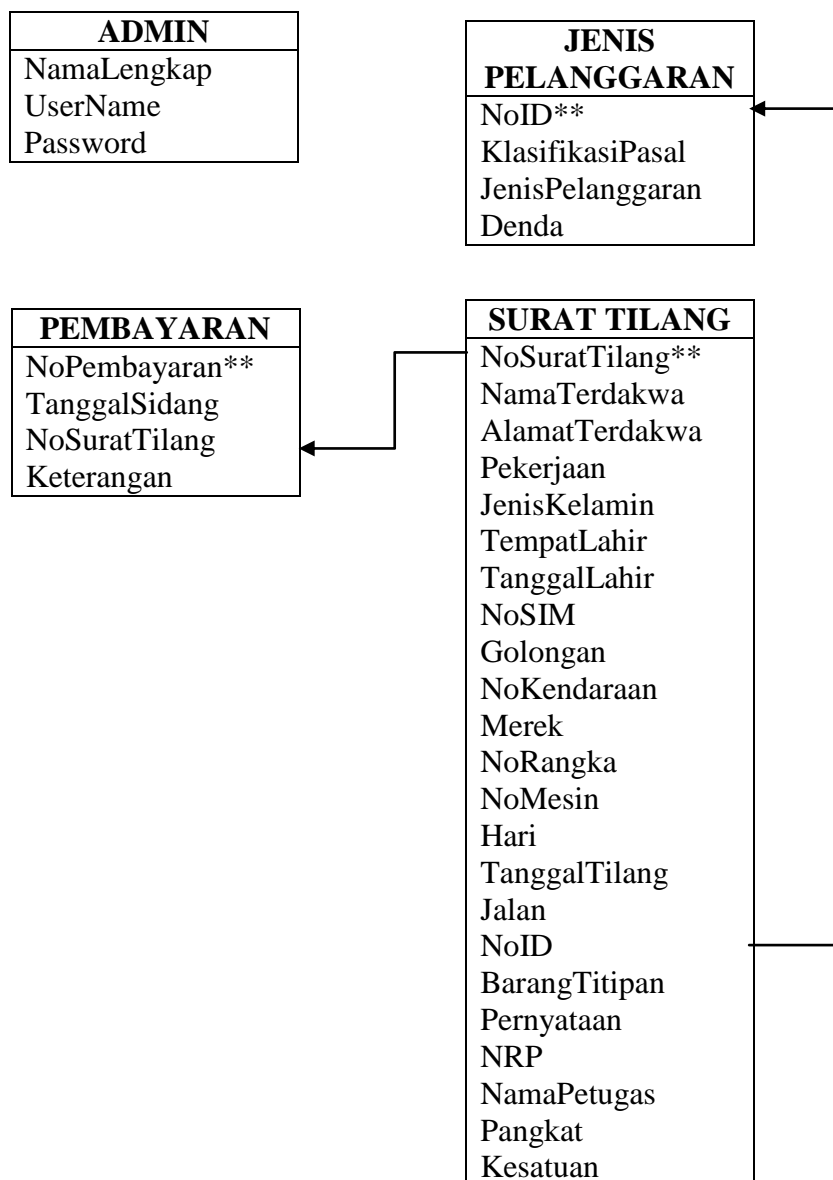 ADMIN
NamaLengkap
UserName
Password
JENIS
PELANGGARAN
NoID**
KlasifikasiPasal
JenisPelanggaran
Denda
PEMBAYARAN
NoPembayaran**
TanggalSidang
NoSuratTilang
Keterangan
SURAT TILANG
NoSuratTilang**
NamaTerdakwa
AlamatTerdakwa
Pekerjaan
JenisKelamin
TempatLahir
TanggalLahir
NoSIM
Golongan
NoKendaraan
Merek
NoRangka
NoMesin
Hari
TanggalTilang
Jalan
NoID
BarangTitipan
Pernyataan
NRP
NamaPetugas
Pangkat
Kesatuan